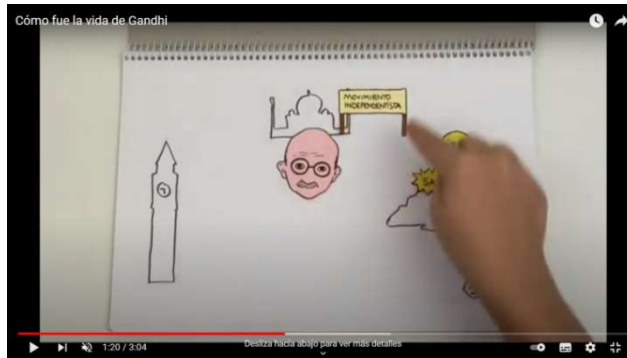 Cómo fue la vida de Gandhi
MOVIMIENTO
INDEPENDENTISTA
SA
1:20 / 3:04
Desliza hacia abajo para ver más detalles